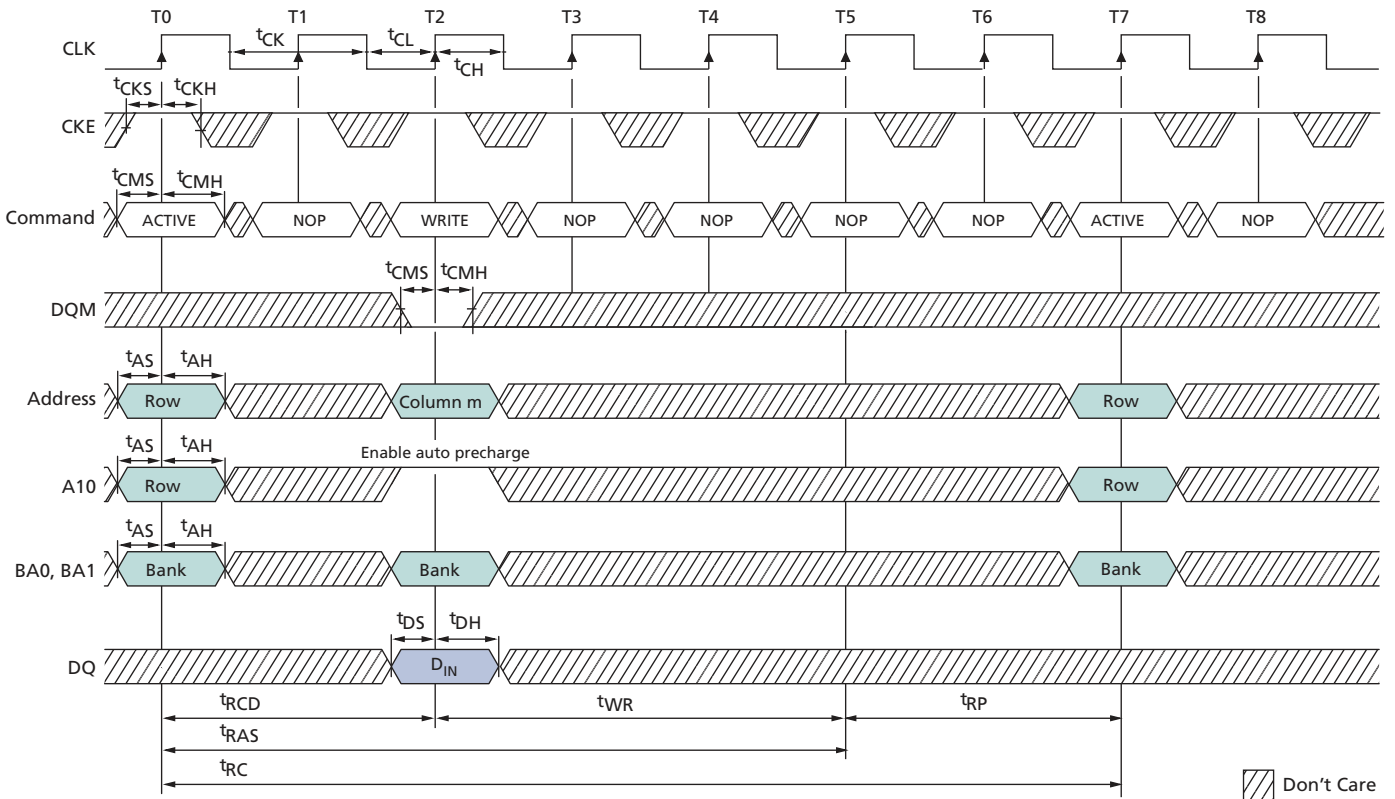 T0 T1 T2 T3 T4 T5 T6 T7 T8
CLK
tCK tCL
tCH
tCKS tCKH
CKE
tCMS tCMH
Command ACTIVE NOP WRITE NOP NOP NOP NOP ACTIVE NOP
tCMS tCMH
DQM
tAS tAH
Address Row Column m Row
tAS tAH Enable auto precharge
A10 Row Row
tAS tAH
BA0, BA1 Bank Bank Bank
tDS tDH
DQ DIN
tRCD tWR tRP
tRAS
tRC
Don't Care